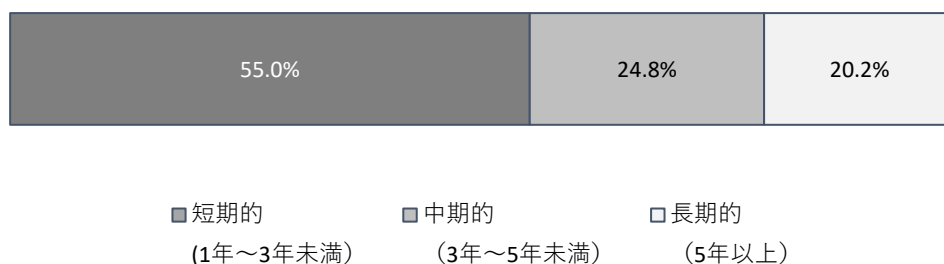 55.0% 24.8% 20.2%
短期的 中期的 長期的
(1年～3年未満） （3年～5年未満） （5年以上）